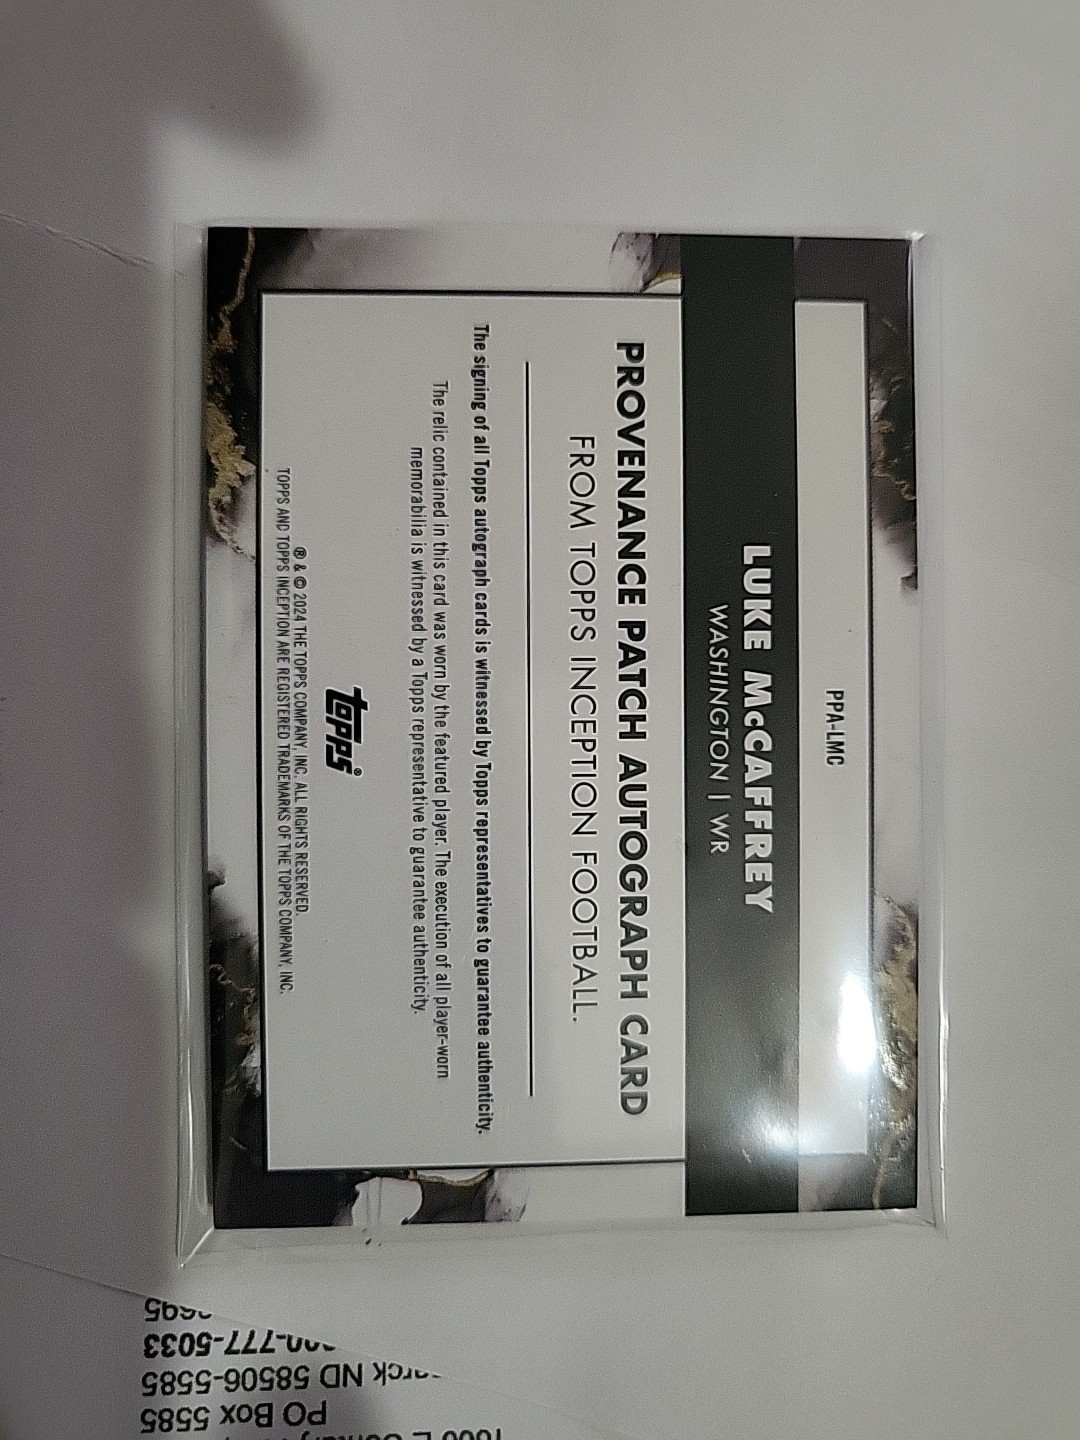 PPA-LMC
LUKE McCAFFREY
WASHINGTON | WR
PROVENANCE PATCH AUTOGRAPH CARD
FROM TOPPS INCEPTION FOOTBALL.
The signing of all Topps autograph cards is witnessed by Topps representatives to guarantee authenticity.
The relic contained in this card was worn by the featured player. The execution of all player-worn
memorabilia is witnessed by a Topps representative to guarantee authenticity.
topps®
® & © 2024 THE TOPPS COMPANY, INC. ALL RIGHTS RESERVED.
TOPPS AND TOPPS INCEPTION ARE REGISTERED TRADEMARKS OF THE TOPPS COMPANY, INC.
PO Box 5585
ND 58506-5585
777-5033